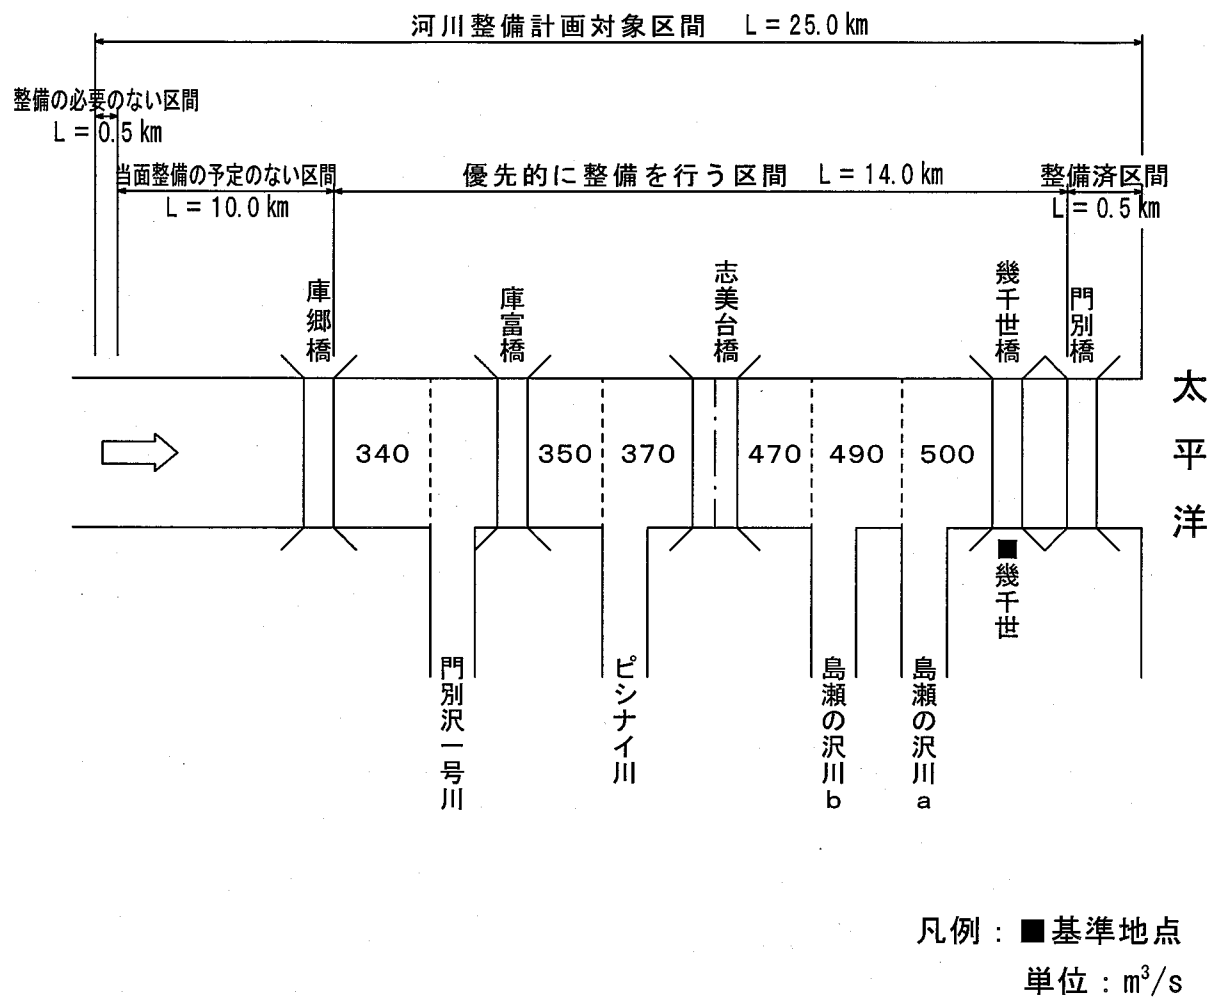 河川整備計画対象区間 L = 25.0 km
整備の必要のない区間
L = 0.5 km
当面整備の予定のない区間
L = 10.0 km
優先的に整備を行う区間 L = 14.0 km
整備済区間
L = 0.5 km
庫郷橋
庫富橋
志美台橋
幾千世橋
門別橋
340
350
370
470
490
500
太平洋
■幾千世
門別沢一号川
ピシナイ川
島瀬の沢川b
島瀬の沢川a
凡例：■基準地点
単位：m³/s